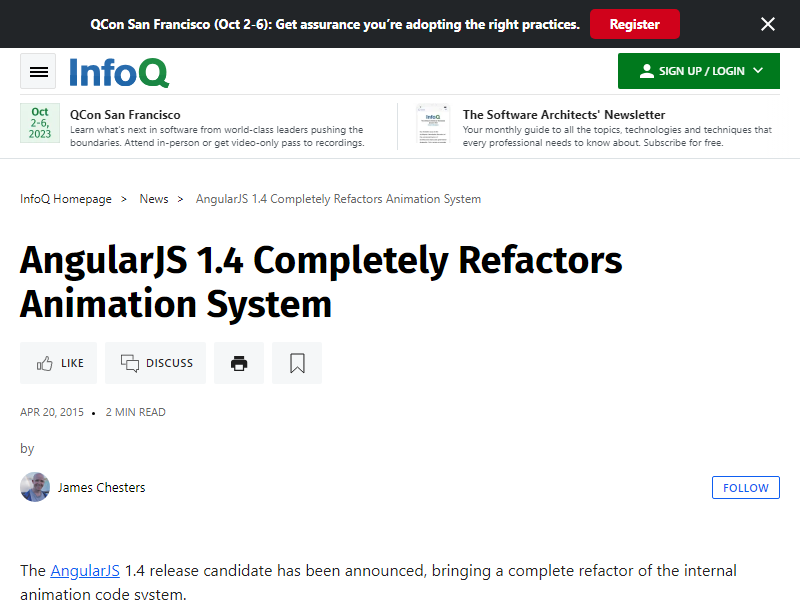 QCon San Francisco (Oct 2-6): Get assurance you're adopting the right practices.
Register
InfoQ
SIGN UP / LOGIN
Oct
2-6,
2023
QCon San Francisco
Learn what's next in software from world-class leaders pushing the
boundaries. Attend in-person or get video-only pass to recordings.
InfoQ
The Software Architects' Newsletter
Your monthly guide to all the topics, technologies and techniques that
every professional needs to know about. Subscribe for free.
InfoQ Homepage > News > AngularJS 1.4 Completely Refactors Animation System
AngularJS 1.4 Completely Refactors
Animation System
LIKE
DISCUSS
APR 20, 2015 • 2 MIN READ
by
James Chesters
FOLLOW
The AngularJS 1.4 release candidate has been announced, bringing a complete refactor of the internal
animation code system.